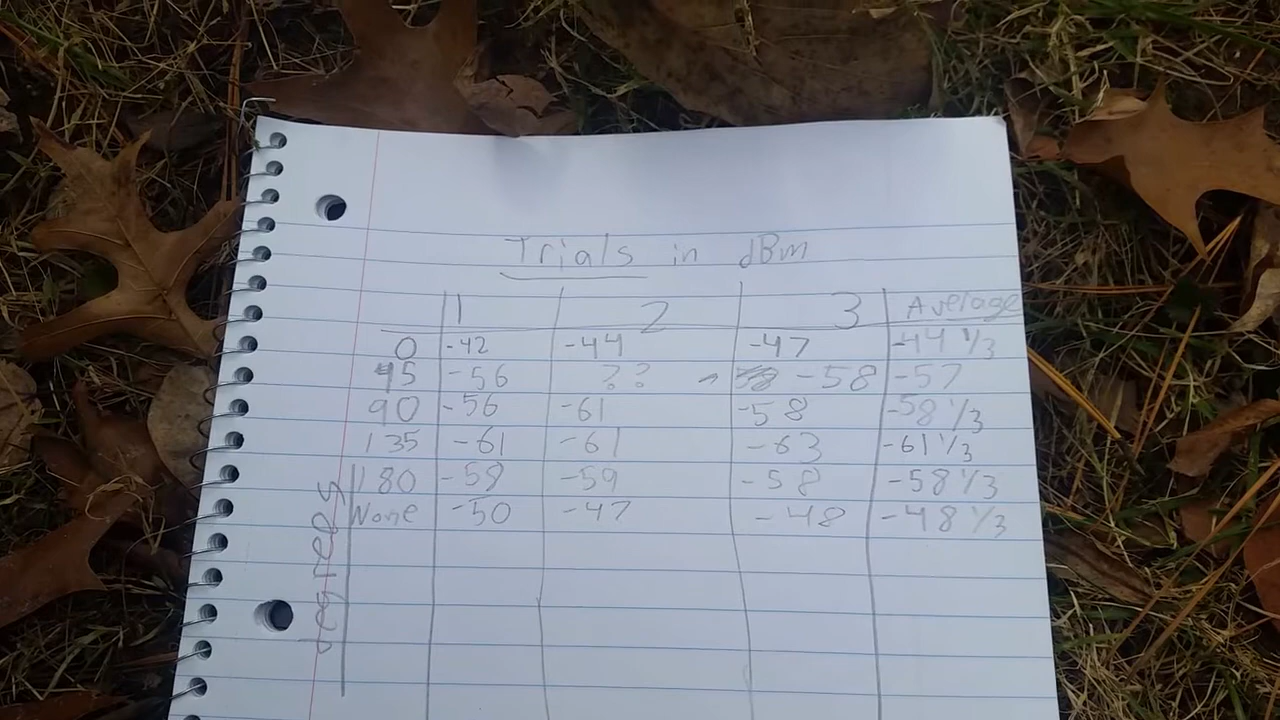 Trials in dBm
1 2 3 Average
0 -42 -44 -47 -44 1/3
45 -56 ?? -58 -57
90 -56 -61 -58 -58 1/3
135 -61 -61 -63 -61 1/3
180 -58 -59 -58 -58 1/3
None -50 -47 -48 -48 1/3
degrees